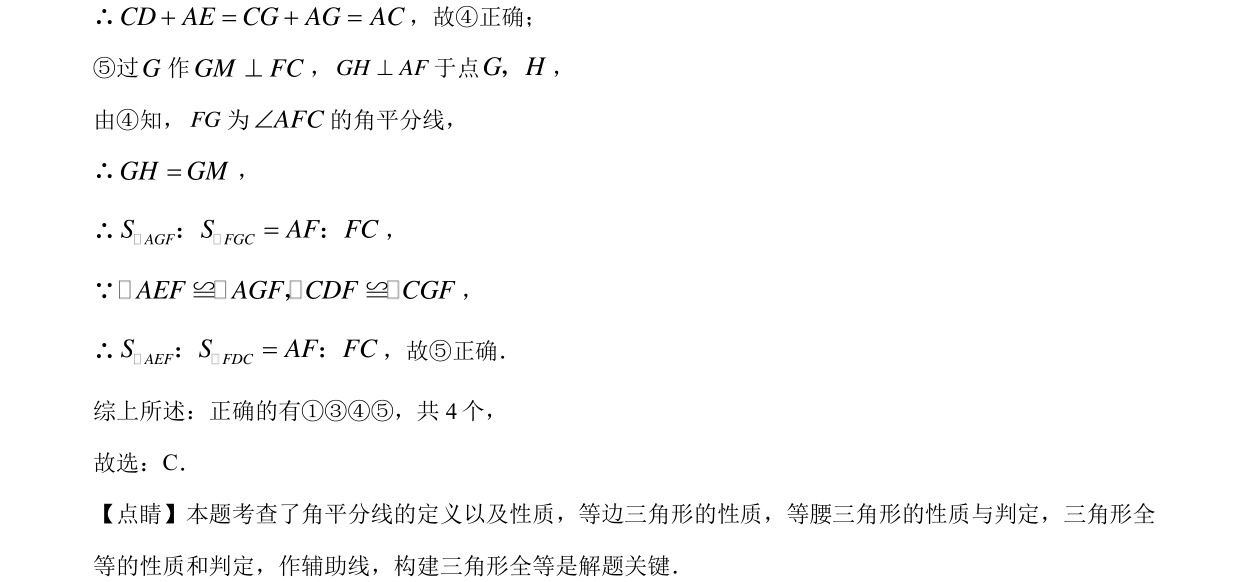 ∴CD+AE=CG+AG=AC，故④正确；
⑤过G作GM⊥FC，GH⊥AF于点G，H，
由④知，FG为∠AFC的角平分线，
∴GH=GM，
∴S□AGF：S□FGC=AF：FC，
∵□AEF≌□AGF,□CDF≌□CGF，
∴S□AEF：S□FDC=AF：FC，故⑤正确．
综上所述：正确的有①③④⑤，共4个，
故选：C．
【点睛】本题考查了角平分线的定义以及性质，等边三角形的性质，等腰三角形的性质与判定，三角形全
等的性质和判定，作辅助线，构建三角形全等是解题关键．